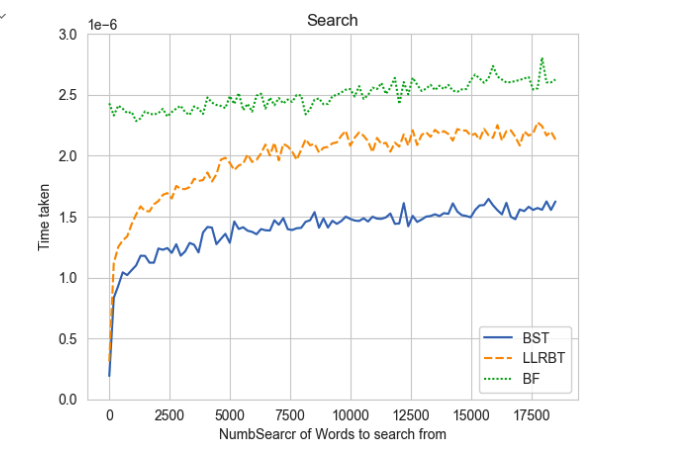 Search
1e−6
3.0
2.5
2.0
1.5
1.0
0.5
0.0
Time taken
0 2500 5000 7500 10000 12500 15000 17500
NumbSearcr of Words to search from
BST
LLRBT
BF